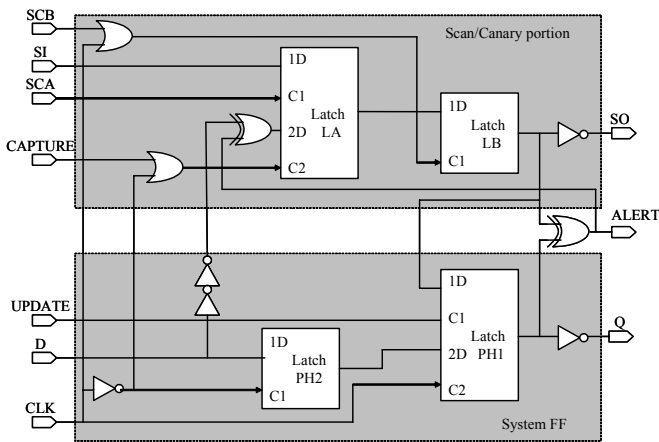 SCB
Scan/Canary portion
SI
1D
SCA
C1
Latch
LA
1D
Latch
LB
SO
2D
CAPTURE
C2
C1
ALERT
1D
UPDATE
C1
Latch
PH1
Q
D
1D
Latch
PH2
2D
C1
C2
CLK
System FF